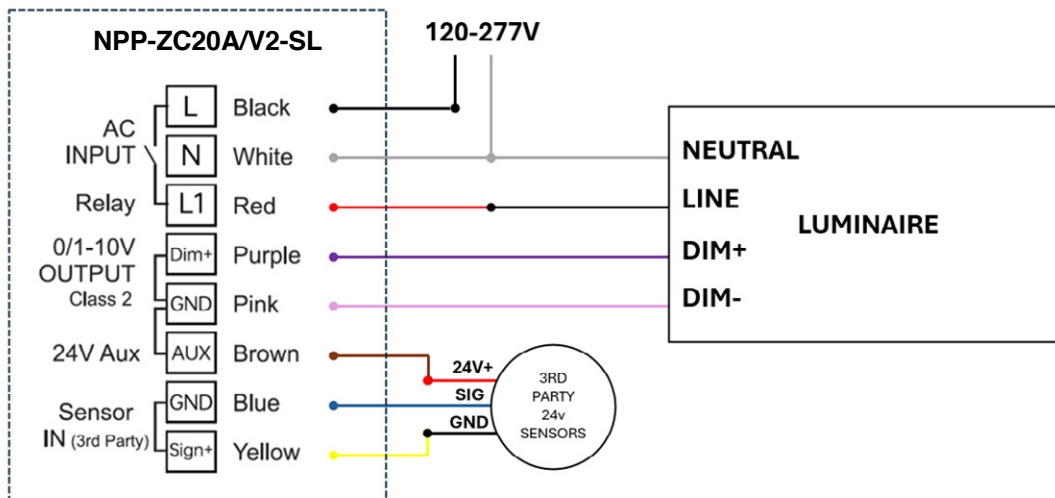 NPP-ZC20A/V2-SL
120-277V
L Black
AC
INPUT
N White
Relay L1 Red
0/1-10V
OUTPUT
Class 2
Dim+ Purple
GND Pink
24V Aux AUX Brown
Sensor
IN (3rd Party)
GND Blue
Sign+ Yellow
NEUTRAL
LINE
LUMINAIRE
DIM+
DIM-
24V+
SIG
GND
3RD
PARTY
24v
SENSORS